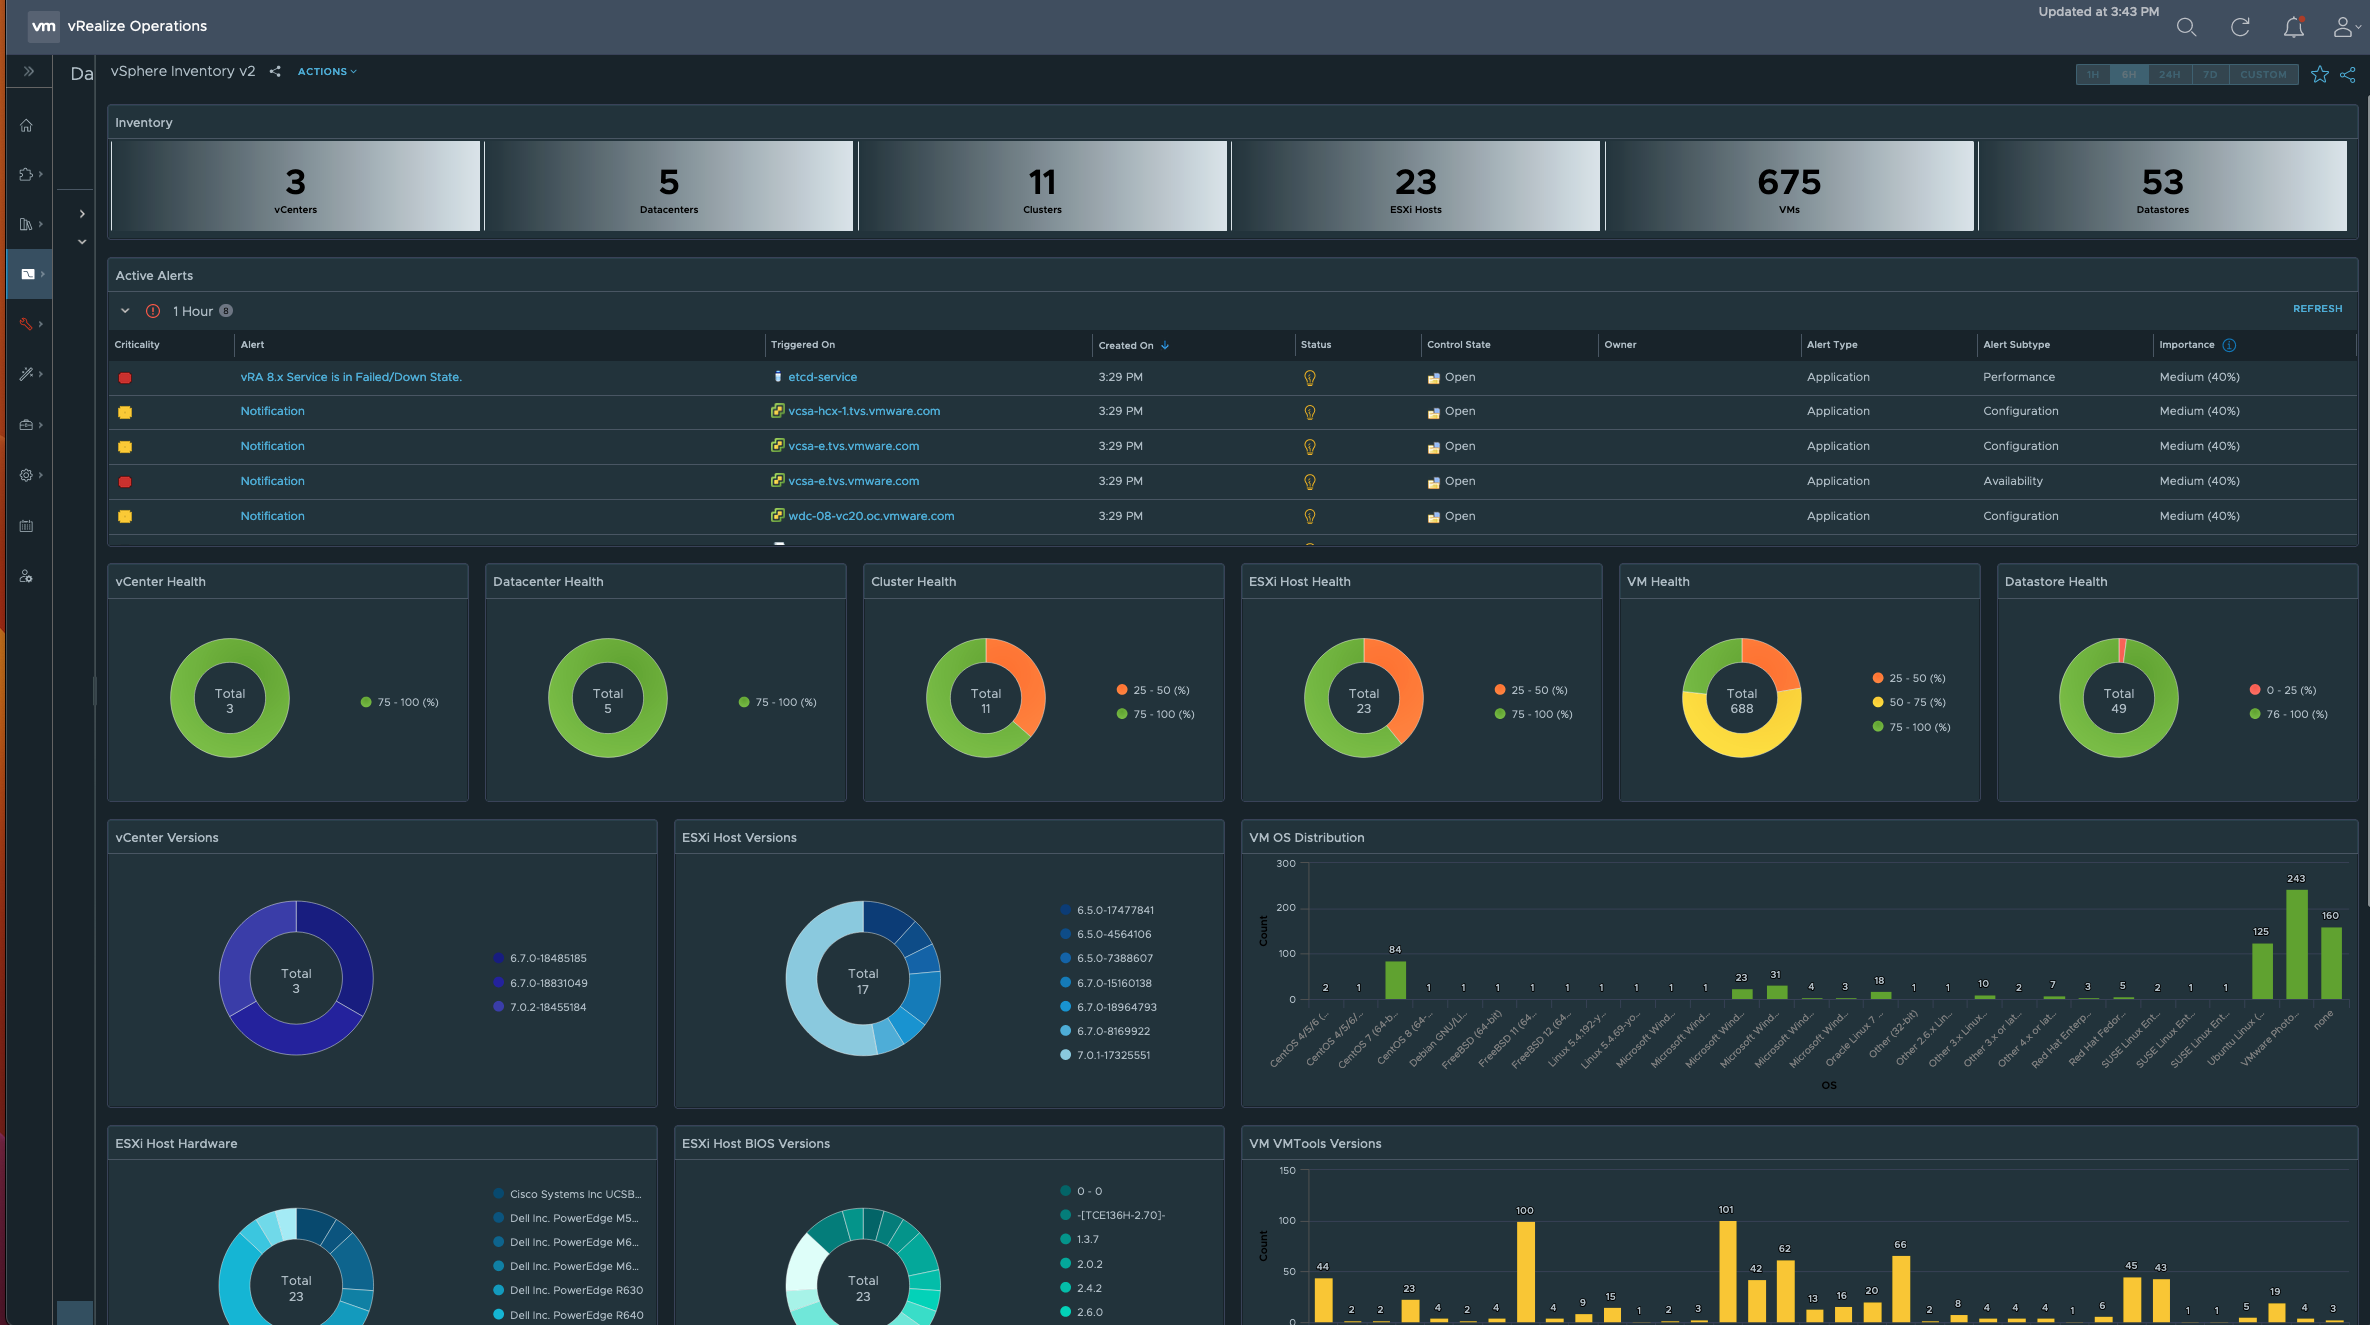 vm vRealize Operations
Updated at 3:43 PM
Da
vSphere Inventory v2 ACTIONS
1H 6H 24H 7D CUSTOM
Inventory
3 5 11 23 675 53
vCenters Datacenters Clusters ESXi Hosts VMs Datastores
Active Alerts
1 Hour 8
REFRESH
Criticality Alert Triggered On Created On Status Control State Owner Alert Type Alert Subtype Importance
vRA 8.x Service is in Failed/Down State. etcd-service 3:29 PM Open Application Performance Medium (40%)
Notification vcsa-hcx-1.tvs.vmware.com 3:29 PM Open Application Configuration Medium (40%)
Notification vcsa-e.tvs.vmware.com 3:29 PM Open Application Configuration Medium (40%)
Notification vcsa-e.tvs.vmware.com 3:29 PM Open Application Availability Medium (40%)
Notification wdc-08-vc20.oc.vmware.com 3:29 PM Open Application Configuration Medium (40%)
vCenter Health
Total
3
75 - 100 (%)
Datacenter Health
Total
5
75 - 100 (%)
Cluster Health
Total
11
25 - 50 (%)
75 - 100 (%)
ESXi Host Health
Total
23
25 - 50 (%)
75 - 100 (%)
VM Health
Total
688
25 - 50 (%)
50 - 75 (%)
75 - 100 (%)
Datastore Health
Total
49
0 - 25 (%)
76 - 100 (%)
vCenter Versions
Total
3
6.7.0-18485185
6.7.0-18831049
7.0.2-18455184
ESXi Host Versions
Total
17
6.5.0-17477841
6.5.0-4564106
6.5.0-7388607
6.7.0-15160138
6.7.0-18964793
6.7.0-8169922
7.0.1-17325551
VM OS Distribution
Count
300
200
100
0
2 1 84 1 1 1 1 1 1 1 1 1 23 31 4 3 18 1 1 10 2 7 3 5 2 1 1 125 243 160
CentOS 4/5/6 (...
CentOS 4/5/6/...
CentOS 7 (64-b...
CentOS 8 (64-...
Debian GNU/Li...
FreeBSD (64-bit)
FreeBSD 11 (64...
FreeBSD 12 (64...
Linux 5.4.192-y...
Linux 5.4.69-yo...
Microsoft Wind...
Microsoft Wind...
Microsoft Wind...
Microsoft Wind...
Microsoft Wind...
Microsoft Wind...
Oracle Linux 7 ...
Other (32-bit)
Other 2.6.x Lin...
Other 3.x Linux...
Other 3.x or lat...
Other 4.x or lat...
Red Hat Enterp...
Red Hat Fedor...
SUSE Linux Ent...
SUSE Linux Ent...
SUSE Linux Ent...
Ubuntu Linux (...
VMware Photo...
none
OS
ESXi Host Hardware
Total
23
Cisco Systems Inc UCSB...
Dell Inc. PowerEdge M5...
Dell Inc. PowerEdge M6...
Dell Inc. PowerEdge M6...
Dell Inc. PowerEdge R630
Dell Inc. PowerEdge R640
ESXi Host BIOS Versions
Total
23
0 - 0
-[TCE136H-2.70]-
1.3.7
2.0.2
2.4.2
2.6.0
VM VMTools Versions
Count
150
100
50
0
44 2 2 23 4 2 4 100 4 9 15 1 2 3 101 42 62 13 16 20 66 2 8 4 4 4 1 6 45 43 1 1 5 19 4 3